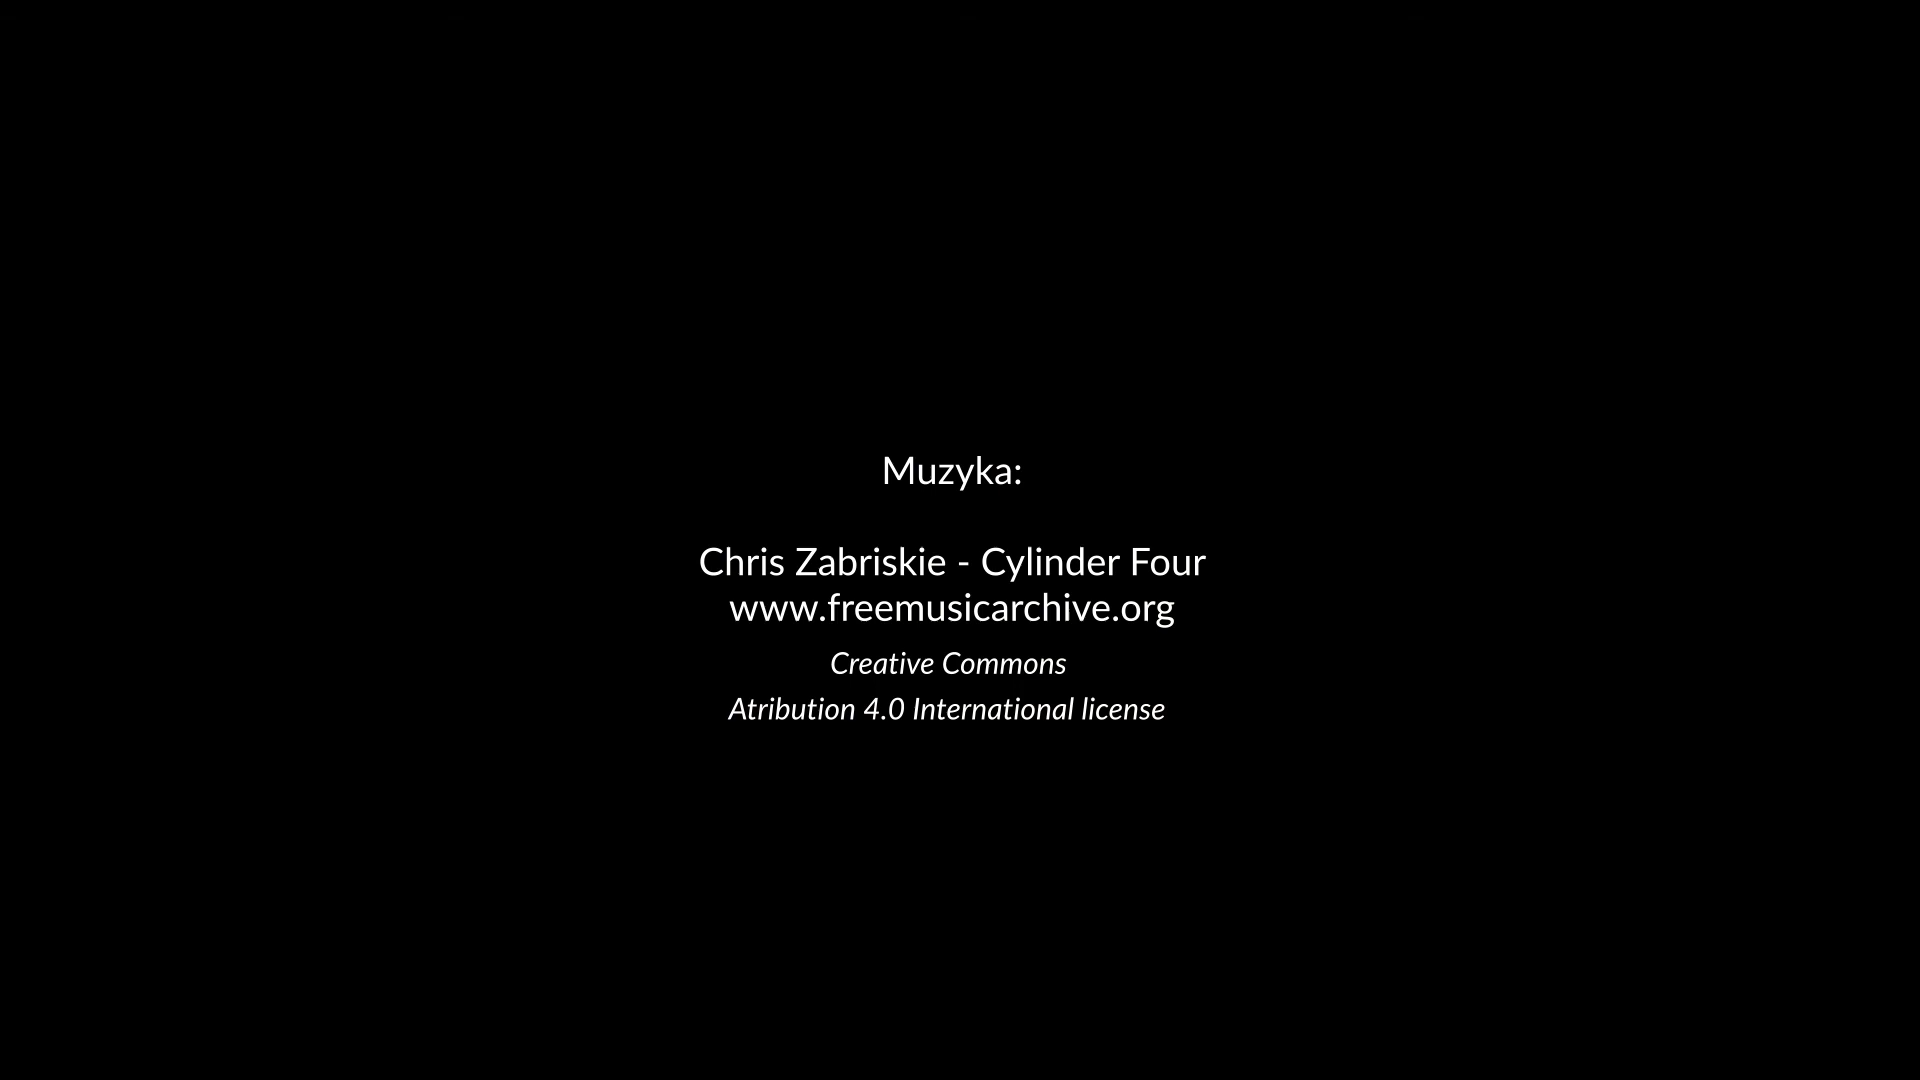 Muzyka:
Chris Zabriskie - Cylinder Four
www.freemusicarchive.org
Creative Commons
Atribution 4.0 International license